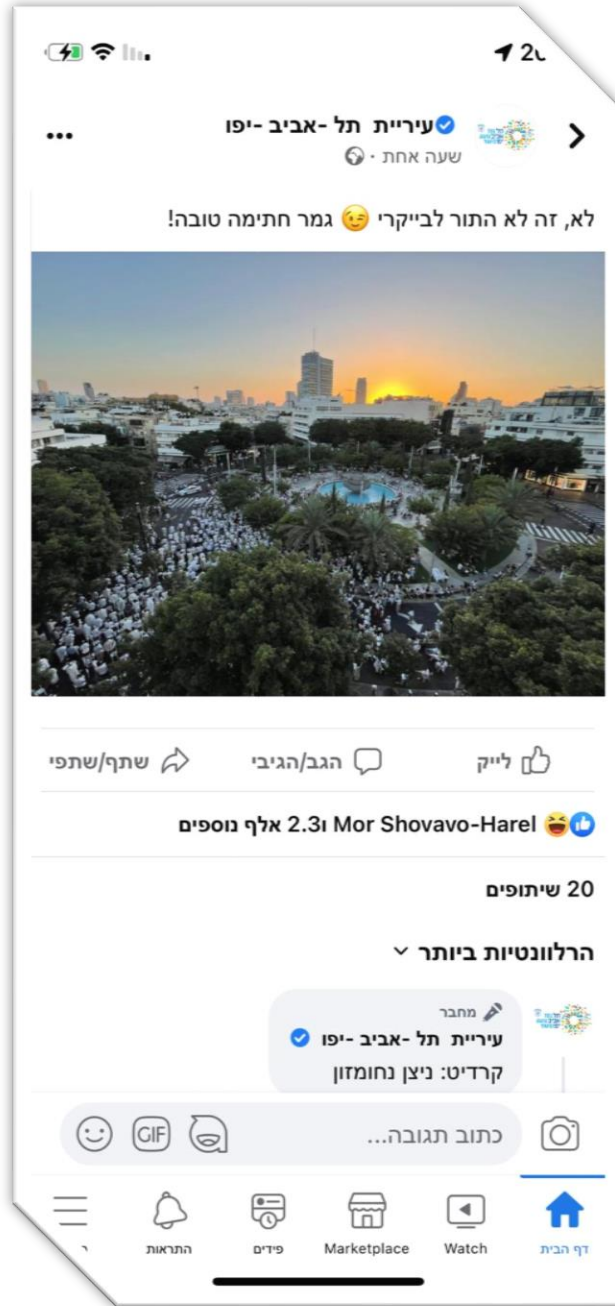 עיריית תל -אביב -יפו
שעה אחת ·
לא, זה לא התור לבייקרי 😉 גמר חתימה טובה!
לייק
הגב/הגיבי
שתף/שתפי
Mor Shovavo-Harel ו2.3 אלף נוספים
20 שיתופים
הרלוונטיות ביותר
מחבר
עיריית תל -אביב -יפו
קרדיט: ניצן נחומזון
כתוב תגובה...
GIF
דף הבית
Watch
Marketplace
פידים
התראות